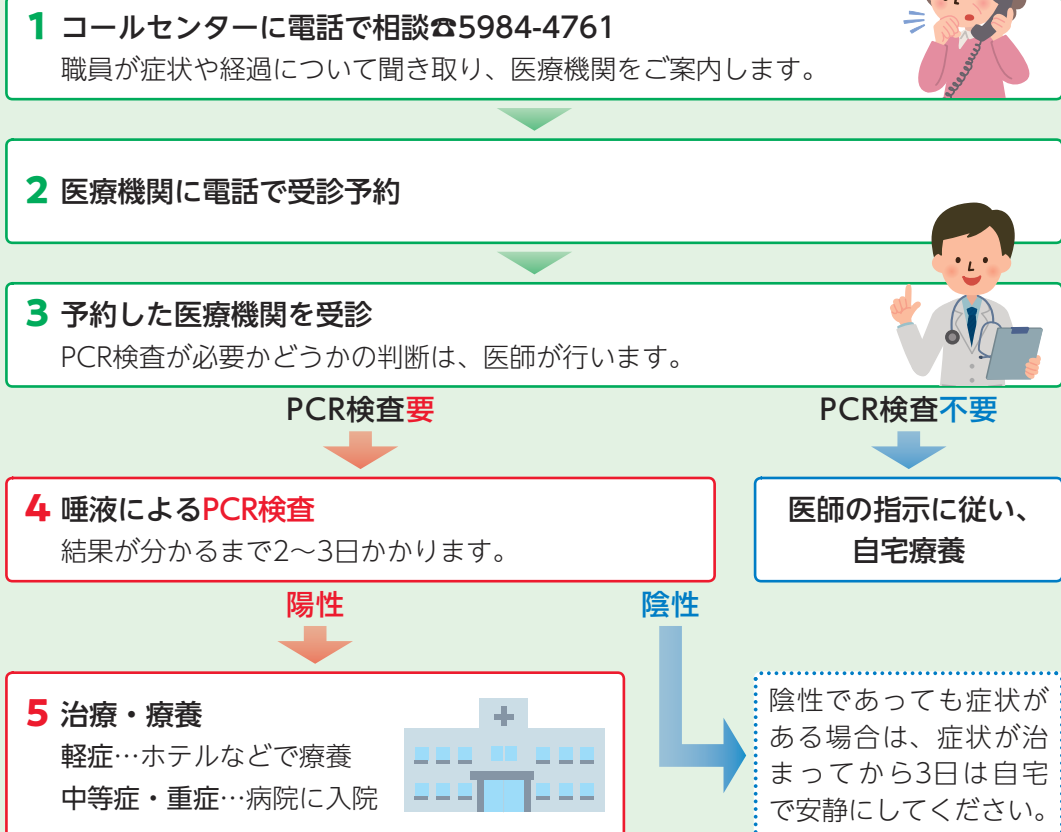 1 コールセンターに電話で相談☎5984-4761
職員が症状や経過について聞き取り、医療機関をご案内します。
2 医療機関に電話で受診予約
3 予約した医療機関を受診
PCR検査が必要かどうかの判断は、医師が行います。
PCR検査要
PCR検査不要
4 唾液によるPCR検査
結果が分かるまで2〜3日かかります。
医師の指示に従い、
自宅療養
陽性
陰性
5 治療・療養
軽症…ホテルなどで療養
中等症・重症…病院に入院
陰性であっても症状が
ある場合は、症状が治
まってから3日は自宅
で安静にしてください。